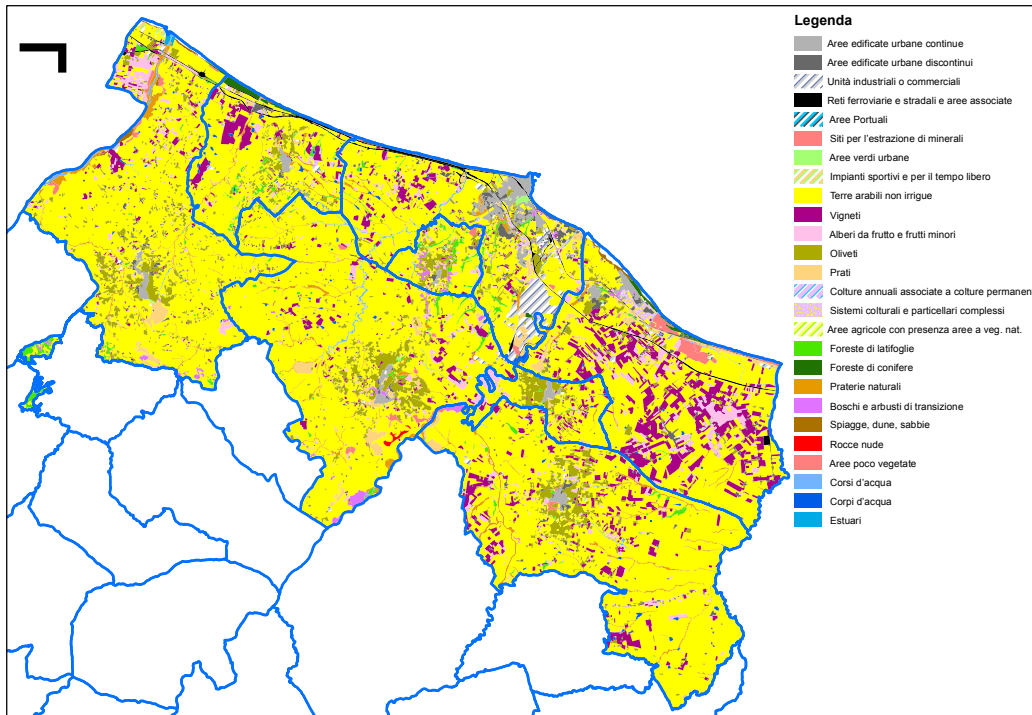 Legenda
Aree edificate urbane continue
Aree edificate urbane discontinui
Unità industriali o commerciali
Reti ferroviarie e stradali e aree associate
Aree Portuali
Siti per l'estrazione di minerali
Aree verdi urbane
Impianti sportivi e per il tempo libero
Terre arabili non irrigue
Vigneti
Alberi da frutto e frutti minori
Oliveti
Prati
Colture annuali associate a colture permanen
Sistemi colturali e particellari complessi
Aree agricole con presenza aree a veg. nat.
Foreste di latifoglie
Foreste di conifere
Praterie naturali
Boschi e arbusti di transizione
Spiagge, dune, sabbie
Rocce nude
Aree poco vegetate
Corsi d'acqua
Corpi d'acqua
Estuari